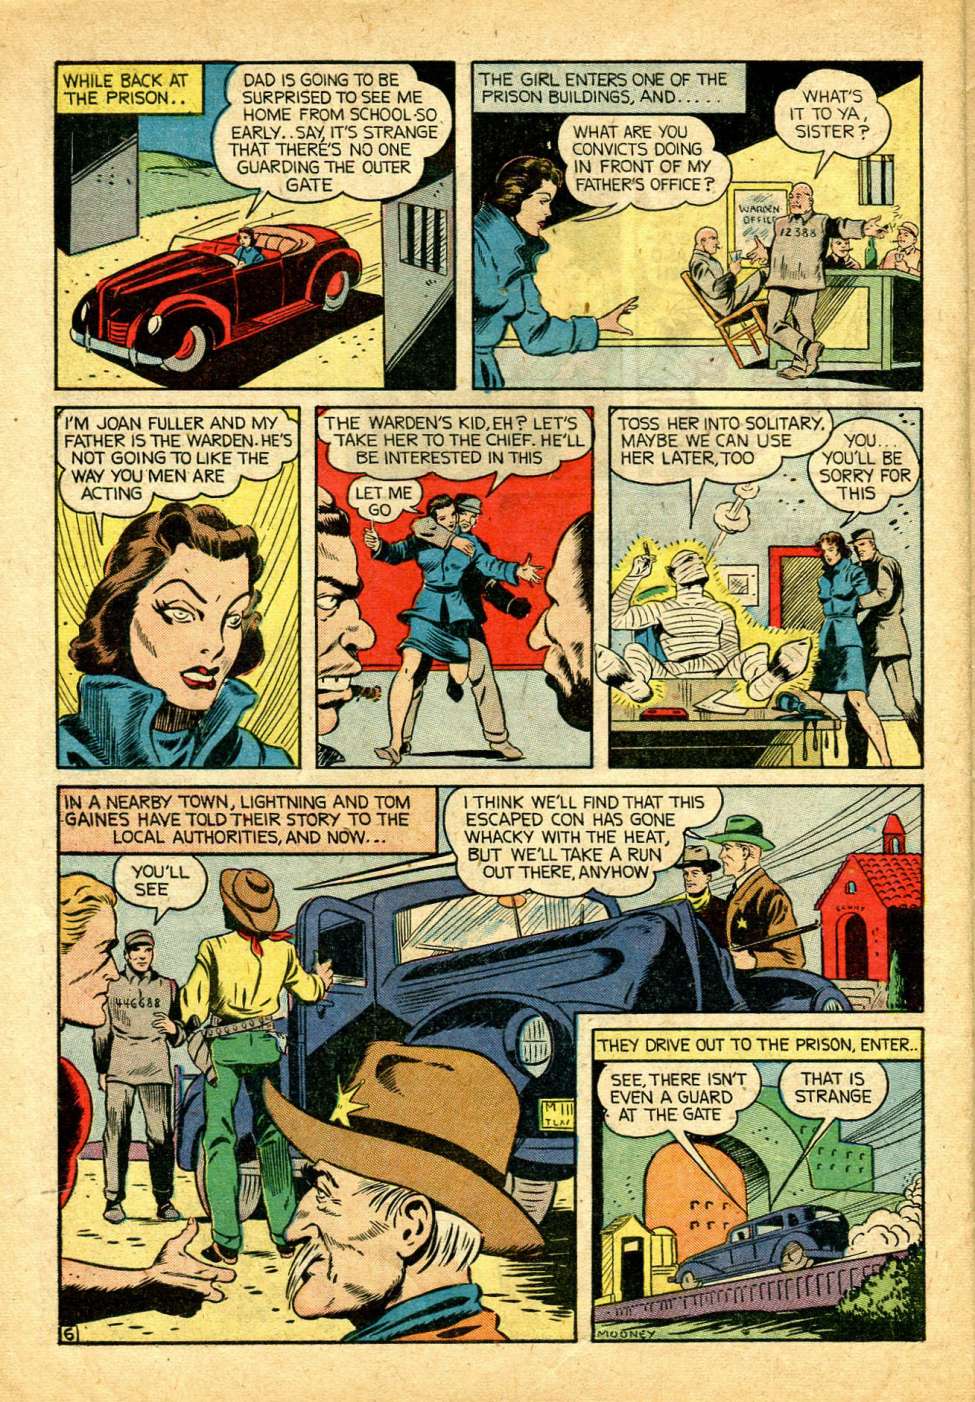 WHILE BACK AT
THE PRISON..
DAD IS GOING TO BE
SURPRISED TO SEE ME
HOME FROM SCHOOL-SO
EARLY..SAY, IT'S STRANGE
THAT THERE'S NO ONE
GUARDING THE OUTER
GATE
THE GIRL ENTERS ONE OF THE
PRISON BUILDINGS, AND.....
WHAT ARE YOU
CONVICTS DOING
IN FRONT OF MY
FATHER'S OFFICE?
WHAT'S
IT TO YA,
SISTER?
WARDEN
OFFICE
12388
I'M JOAN FULLER AND MY
FATHER IS THE WARDEN. HE'S
NOT GOING TO LIKE THE
WAY YOU MEN ARE
ACTING
THE WARDEN'S KID, EH? LET'S
TAKE HER TO THE CHIEF. HE'LL
BE INTERESTED IN THIS
LET ME
GO
TOSS HER INTO SOLITARY.
MAYBE WE CAN USE
HER LATER, TOO
YOU...
YOU'LL BE
SORRY FOR
THIS
IN A NEARBY TOWN, LIGHTNING AND TOM
GAINES HAVE TOLD THEIR STORY TO THE
LOCAL AUTHORITIES, AND NOW...
I THINK WE'LL FIND THAT THIS
ESCAPED CON HAS GONE
WHACKY WITH THE HEAT,
BUT WE'LL TAKE A RUN
OUT THERE, ANYHOW
YOU'LL
SEE
446688
M III
6
THEY DRIVE OUT TO THE PRISON, ENTER..
SEE, THERE ISN'T
EVEN A GUARD
AT THE GATE
THAT IS
STRANGE
MOONEY